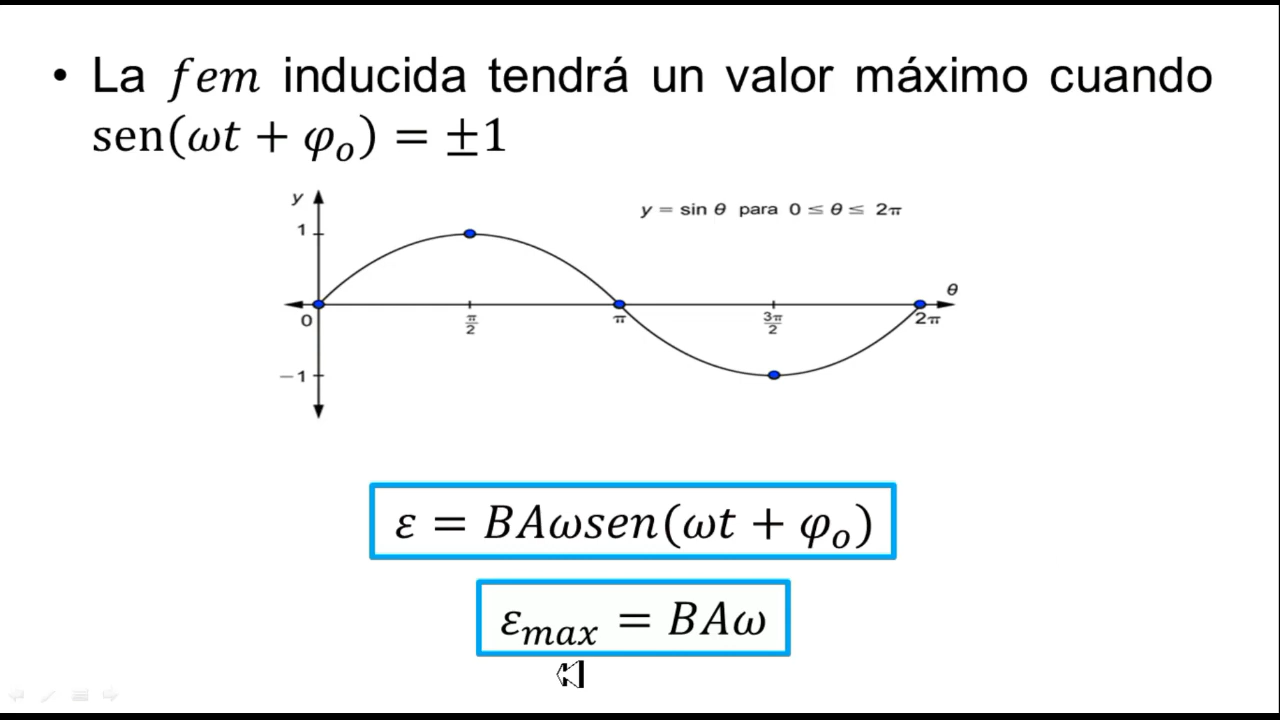 • La fem inducida tendrá un valor máximo cuando
sen(ωt + φₒ) = ±1
y
y = sin θ para 0 ≤ θ ≤ 2π
1
θ
0
π/2
π
3π/2
2π
−1
ε = BAωsen(ωt + φₒ)
εₘₐₓ = BAω